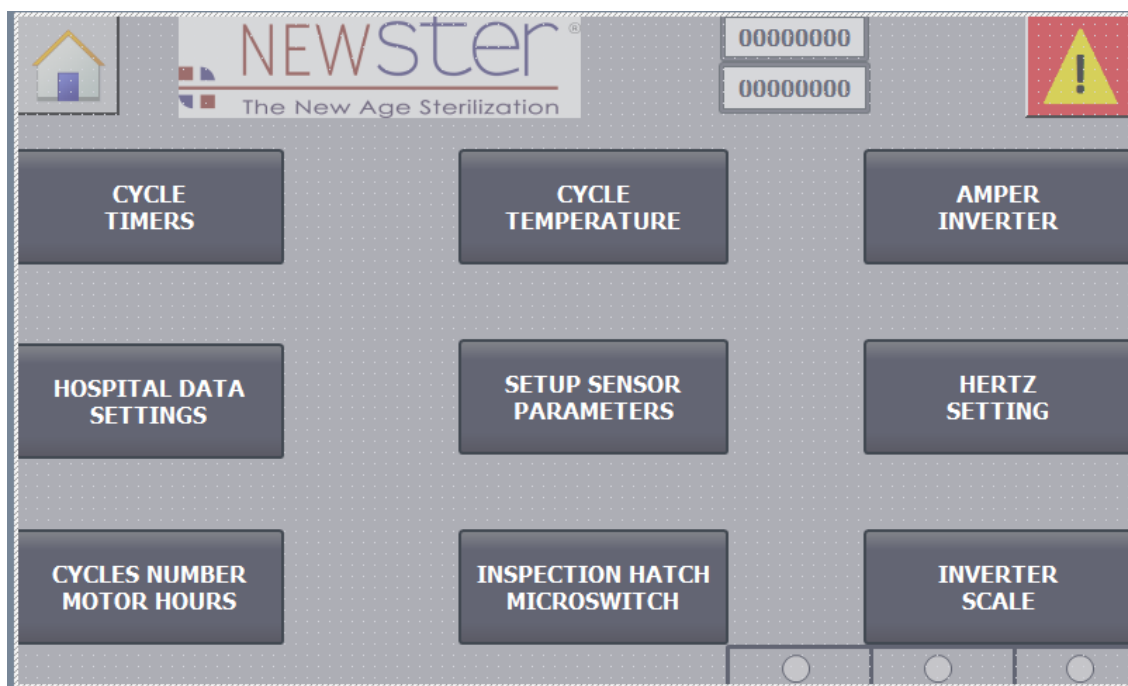 NEWSter®
The New Age Sterilization
00000000
00000000
!
CYCLE
TIMERS
CYCLE
TEMPERATURE
AMPER
INVERTER
HOSPITAL DATA
SETTINGS
SETUP SENSOR
PARAMETERS
HERTZ
SETTING
CYCLES NUMBER
MOTOR HOURS
INSPECTION HATCH
MICROSWITCH
INVERTER
SCALE